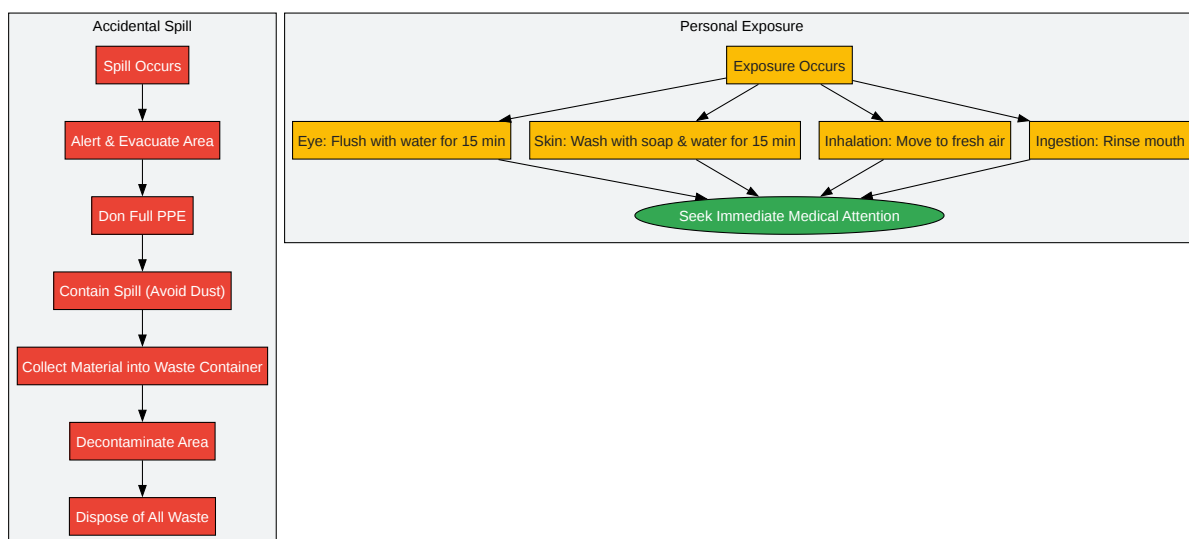 Accidental Spill
Spill Occurs
Alert & Evacuate Area
Don Full PPE
Contain Spill (Avoid Dust)
Collect Material into Waste Container
Decontaminate Area
Dispose of All Waste
Personal Exposure
Exposure Occurs
Eye: Flush with water for 15 min
Skin: Wash with soap & water for 15 min
Inhalation: Move to fresh air
Ingestion: Rinse mouth
Seek Immediate Medical Attention